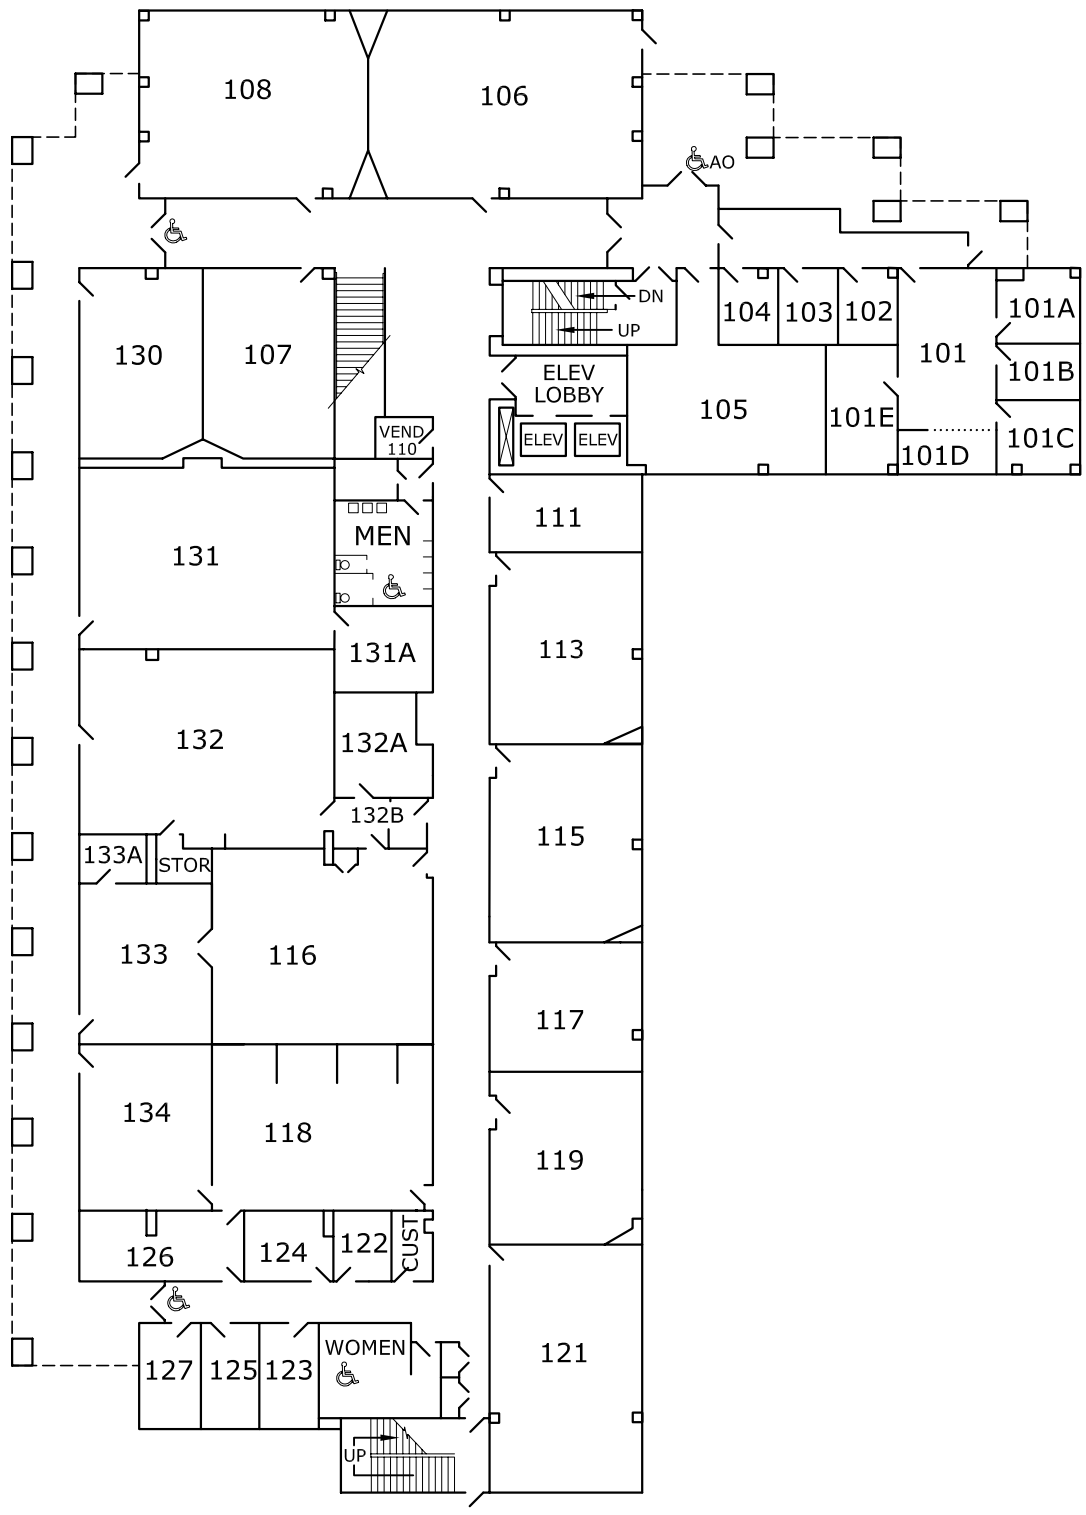 108
106
AO
DN
UP
104
103
102
101
101A
101B
101C
101D
101E
105
130
107
ELEV
LOBBY
ELEV
ELEV
VEND
110
111
MEN
131
131A
113
132
132A
132B
115
133A
STOR
133
116
117
134
118
119
126
124
122
CUST
127
125
123
WOMEN
121
UP